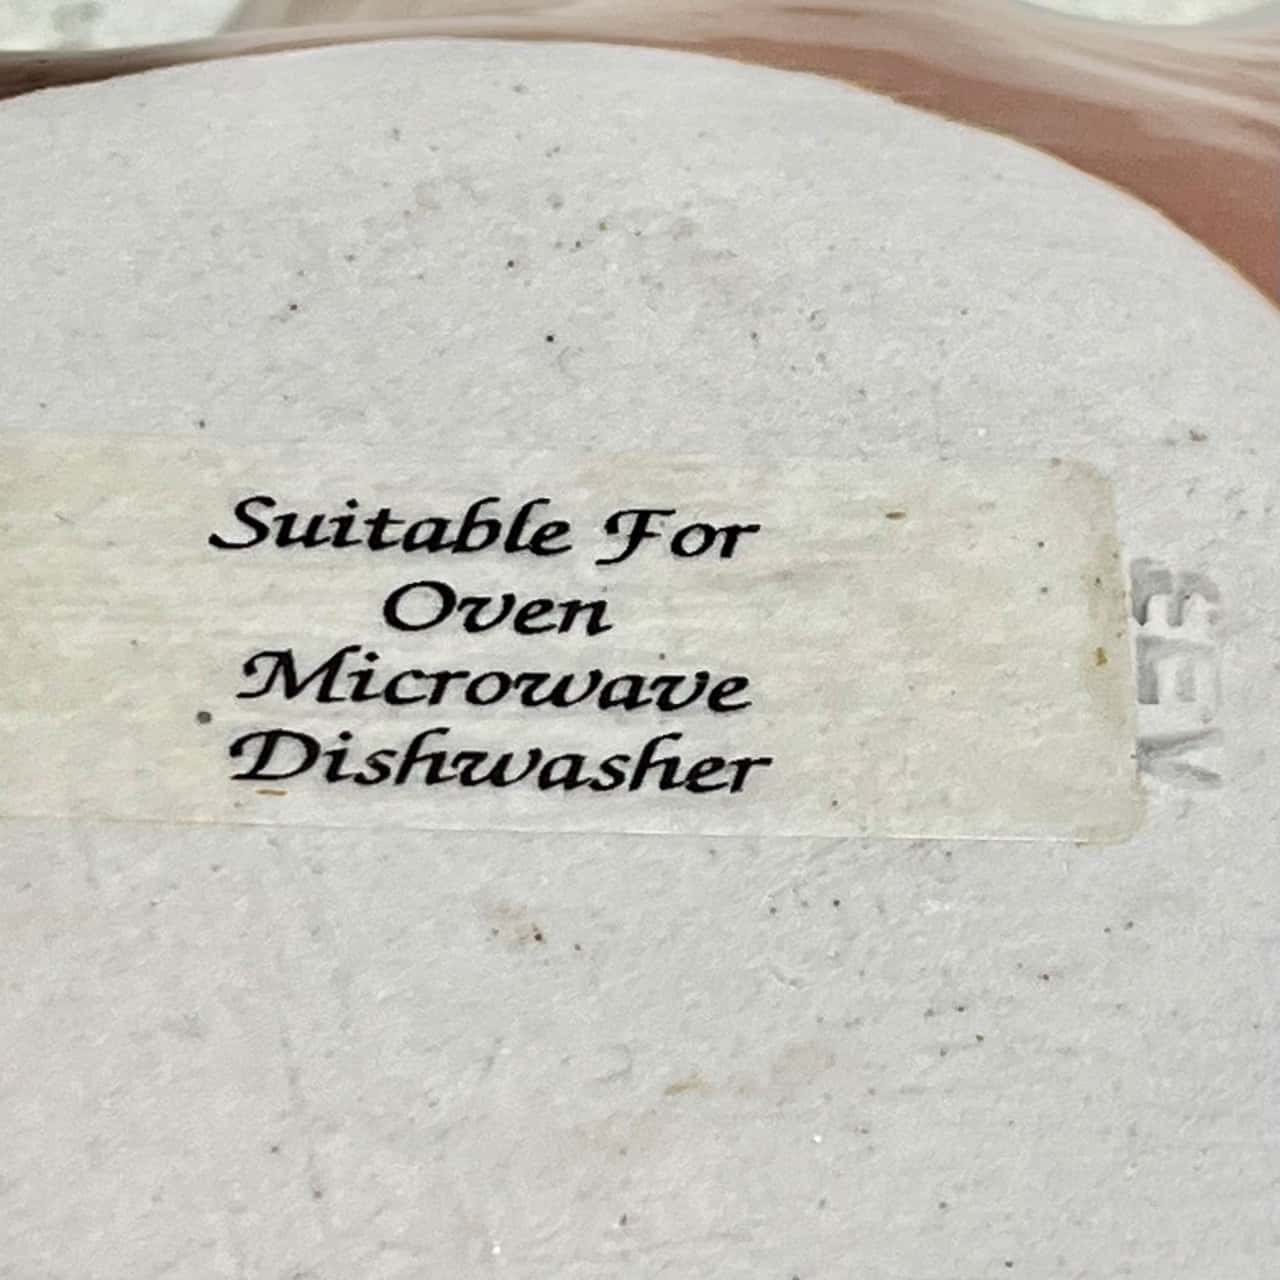 Suitable For
Oven
Microwave
Dishwasher